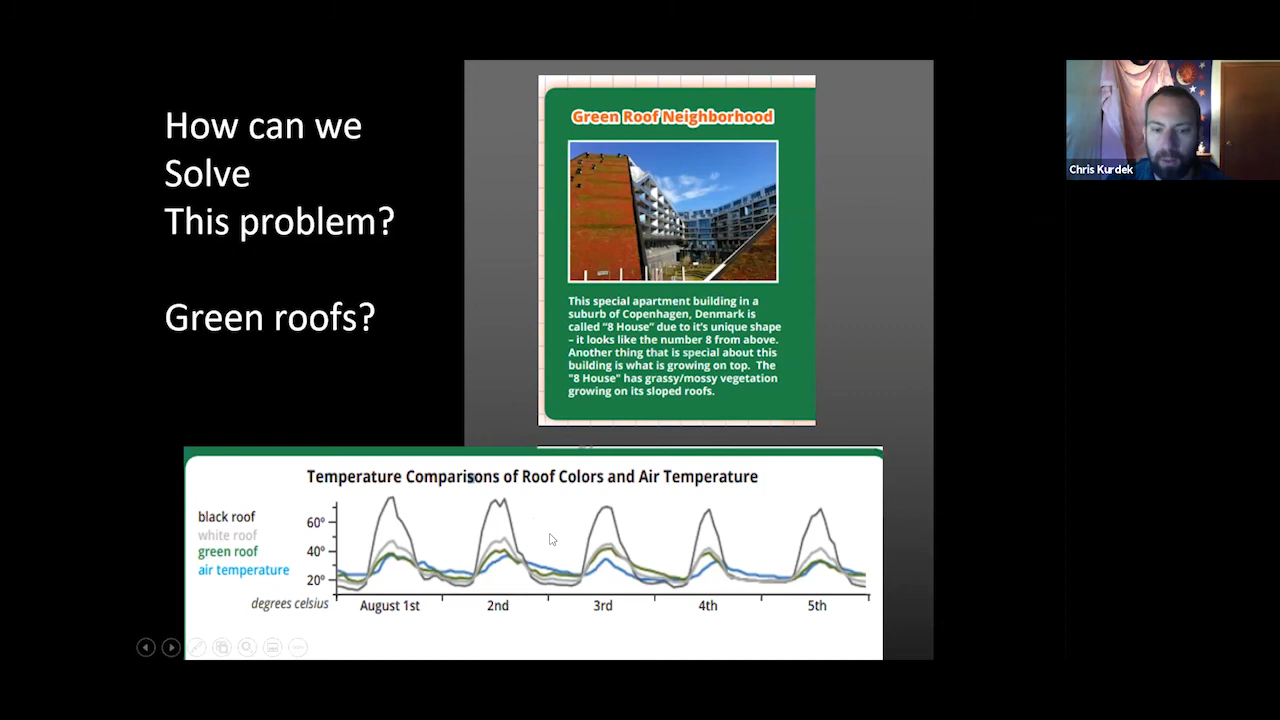 How can we
Solve
This problem?
Green roofs?
Green Roof Neighborhood
This special apartment building in a
suburb of Copenhagen, Denmark is
called "8 House" due to it's unique shape
– it looks like the number 8 from above.
Another thing that is special about this
building is what is growing on top. The
"8 House" has grassy/mossy vegetation
growing on its sloped roofs.
Chris Kurdek
Temperature Comparisons of Roof Colors and Air Temperature
black roof
white roof
green roof
air temperature
60°
40°
20°
degrees celsius
August 1st
2nd
3rd
4th
5th